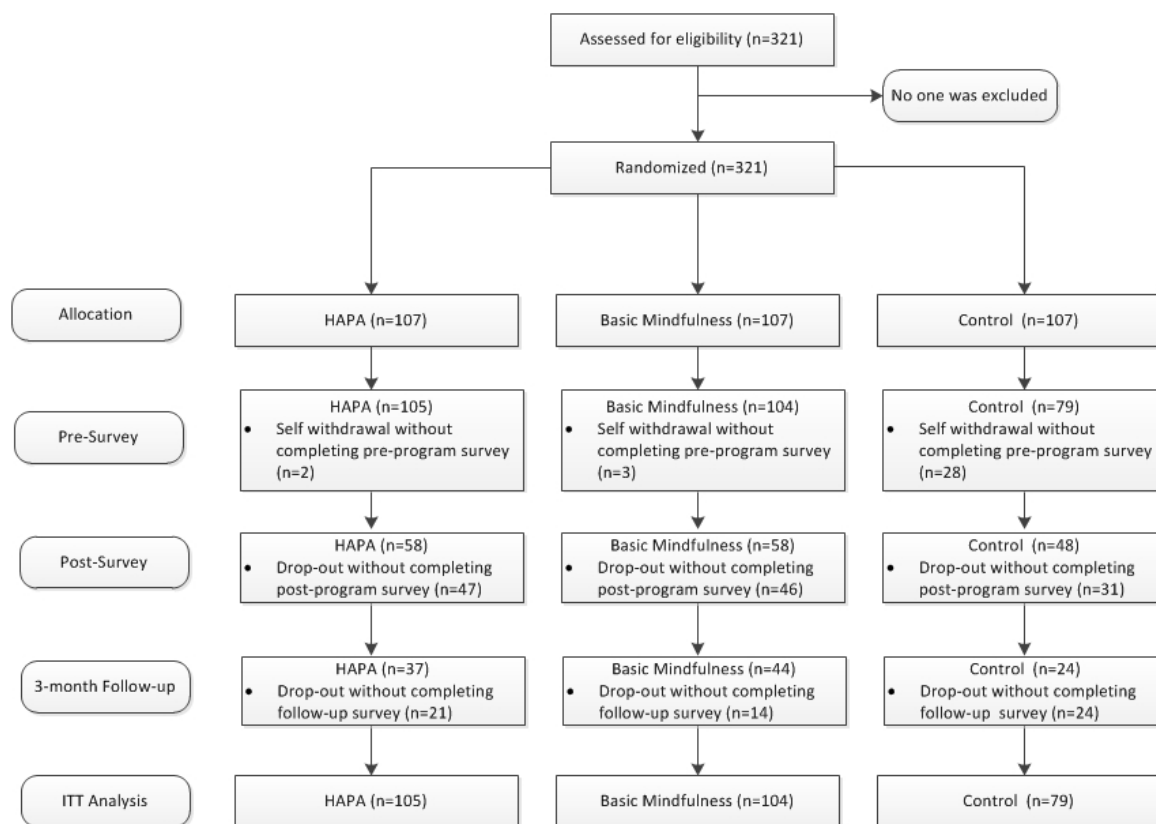 Assessed for eligibility (n=321)
No one was excluded
Randomized (n=321)
Allocation
HAPA (n=107)
Basic Mindfulness (n=107)
Control (n=107)
Pre-Survey
HAPA (n=105)
• Self withdrawal without
completing pre-program survey
(n=2)
Basic Mindfulness (n=104)
• Self withdrawal without
completing pre-program survey
(n=3)
Control (n=79)
• Self withdrawal without
completing pre-program survey
(n=28)
Post-Survey
HAPA (n=58)
• Drop-out without completing
post-program survey (n=47)
Basic Mindfulness (n=58)
• Drop-out without completing
post-program survey (n=46)
Control (n=48)
• Drop-out without completing
post-program survey (n=31)
3-month Follow-up
HAPA (n=37)
• Drop-out without completing
follow-up survey (n=21)
Basic Mindfulness (n=44)
• Drop-out without completing
follow-up survey (n=14)
Control (n=24)
• Drop-out without completing
follow-up survey (n=24)
ITT Analysis
HAPA (n=105)
Basic Mindfulness (n=104)
Control (n=79)